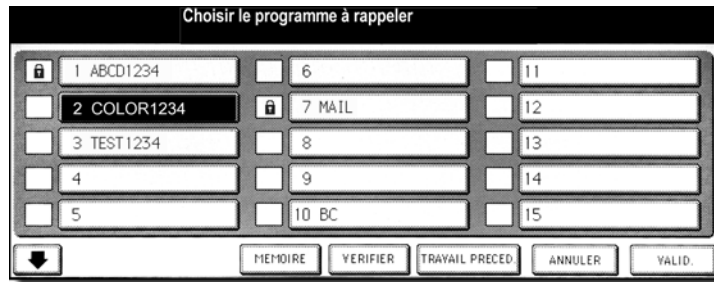 Choisir le programme à rappeler
1 ABCD1234 6 11
2 COLOR1234 7 MAIL 12
3 TEST1234 8 13
4 9 14
5 10 BC 15
MEMOIRE VERIFIER TRAVAIL PRECED. ANNULER VALID.